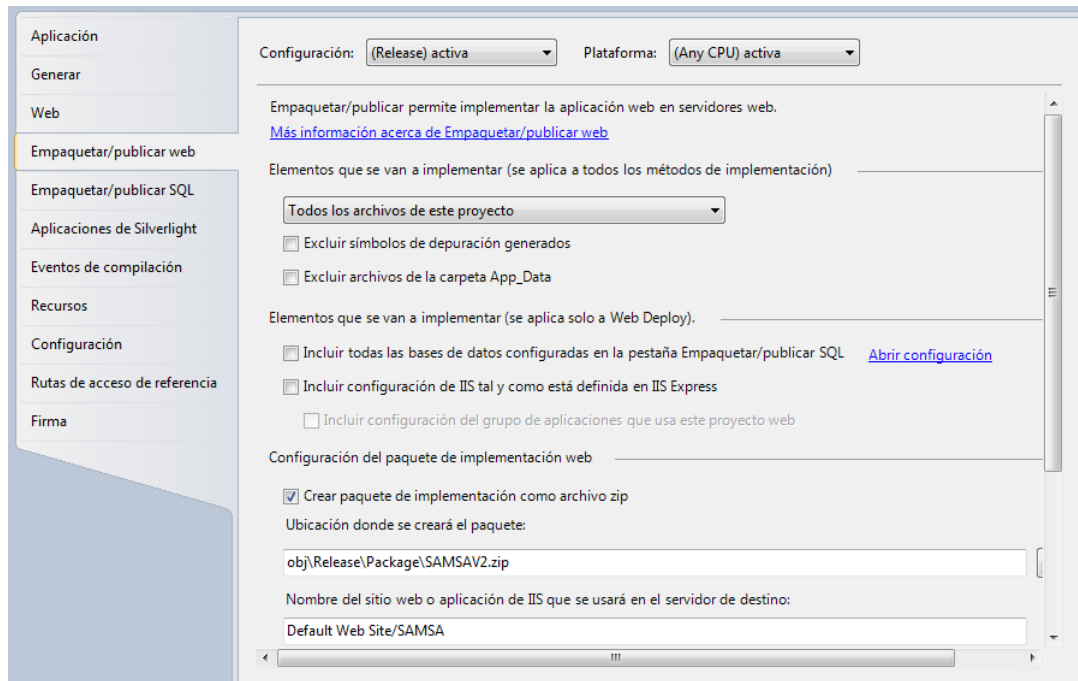 Aplicación
Generar
Web
Empaquetar/publicar web
Empaquetar/publicar SQL
Aplicaciones de Silverlight
Eventos de compilación
Recursos
Configuración
Rutas de acceso de referencia
Firma
Configuración: (Release) activa Plataforma: (Any CPU) activa
Empaquetar/publicar permite implementar la aplicación web en servidores web.
Más información acerca de Empaquetar/publicar web
Elementos que se van a implementar (se aplica a todos los métodos de implementación)
Todos los archivos de este proyecto
Excluir símbolos de depuración generados
Excluir archivos de la carpeta App_Data
Elementos que se van a implementar (se aplica solo a Web Deploy).
Incluir todas las bases de datos configuradas en la pestaña Empaquetar/publicar SQL Abrir configuración
Incluir configuración de IIS tal y como está definida en IIS Express
Incluir configuración del grupo de aplicaciones que usa este proyecto web
Configuración del paquete de implementación web
Crear paquete de implementación como archivo zip
Ubicación donde se creará el paquete:
obj\Release\Package\SAMSAV2.zip
Nombre del sitio web o aplicación de IIS que se usará en el servidor de destino:
Default Web Site/SAMSA